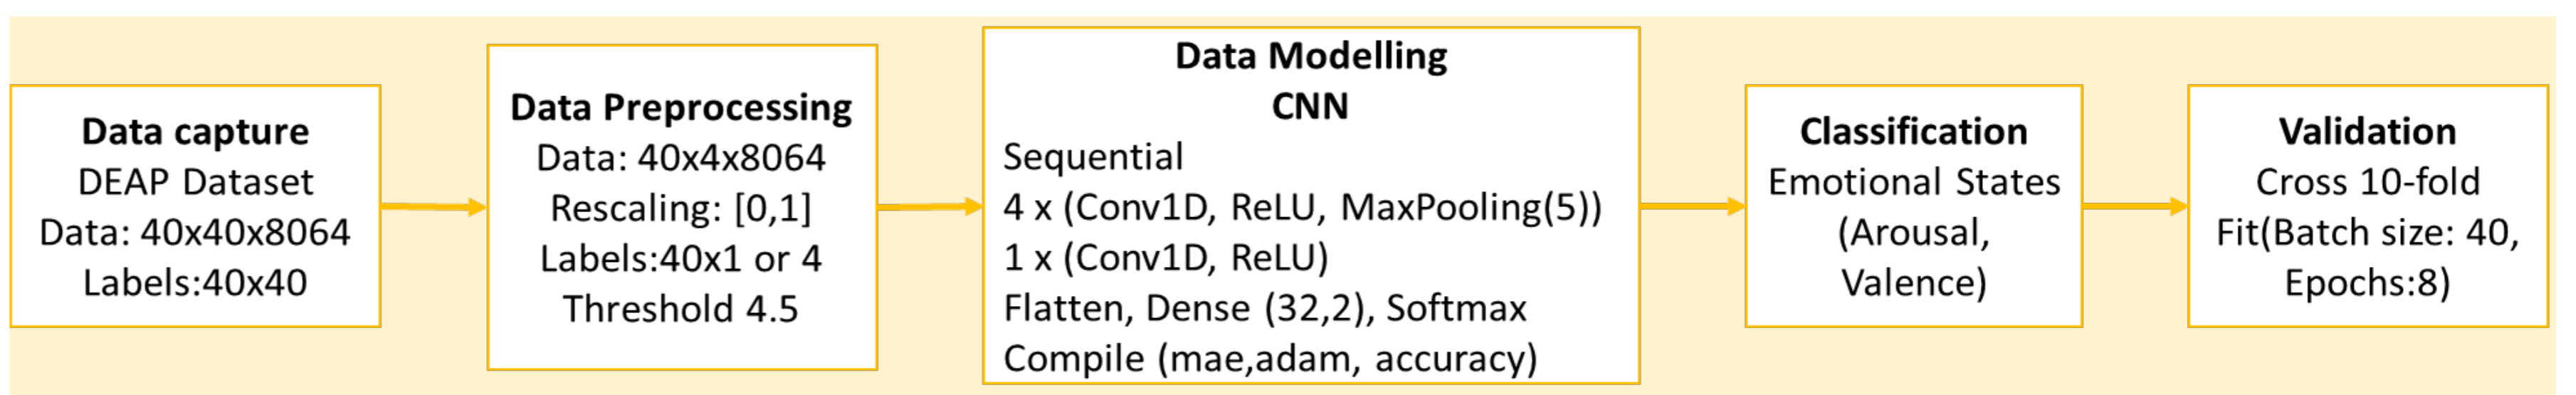 Data capture
DEAP Dataset
Data: 40x40x8064
Labels:40x40
Data Preprocessing
Data: 40x4x8064
Rescaling: [0,1]
Labels:40x1 or 4
Threshold 4.5
Data Modelling
CNN
Sequential
4 x (Conv1D, ReLU, MaxPooling(5))
1 x (Conv1D, ReLU)
Flatten, Dense (32,2), Softmax
Compile (mae,adam, accuracy)
Classification
Emotional States
(Arousal,
Valence)
Validation
Cross 10-fold
Fit(Batch size: 40,
Epochs:8)